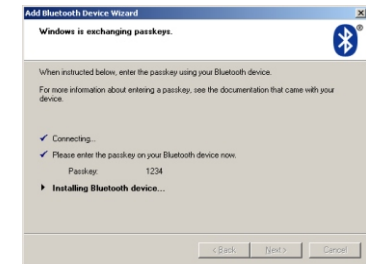 Add Bluetooth Device Wizard
Windows is exchanging passkeys.
When instructed below, enter the passkey using your Bluetooth device.
For more information about entering a passkey, see the documentation that came with your
device.
Connecting...
Please enter the passkey on your Bluetooth device now.
Passkey: 1234
Installing Bluetooth device...
< Back Next > Cancel